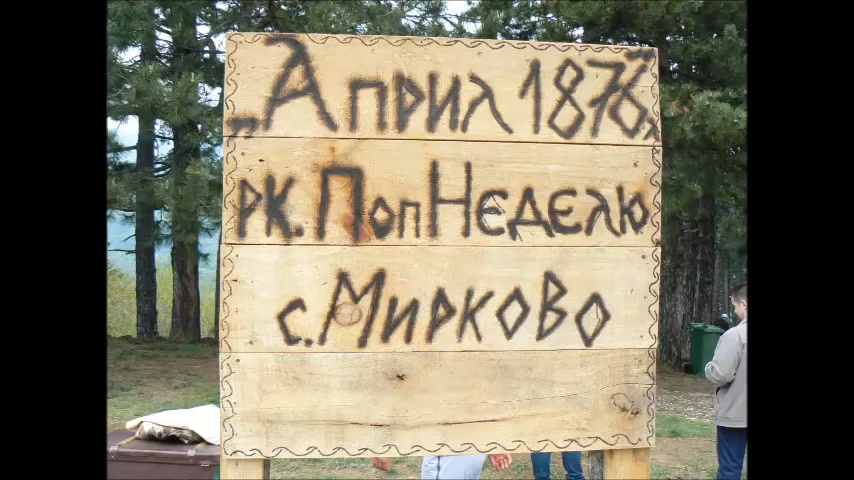 „Април 1876“
рк. Поп Неделю
с. Мирково